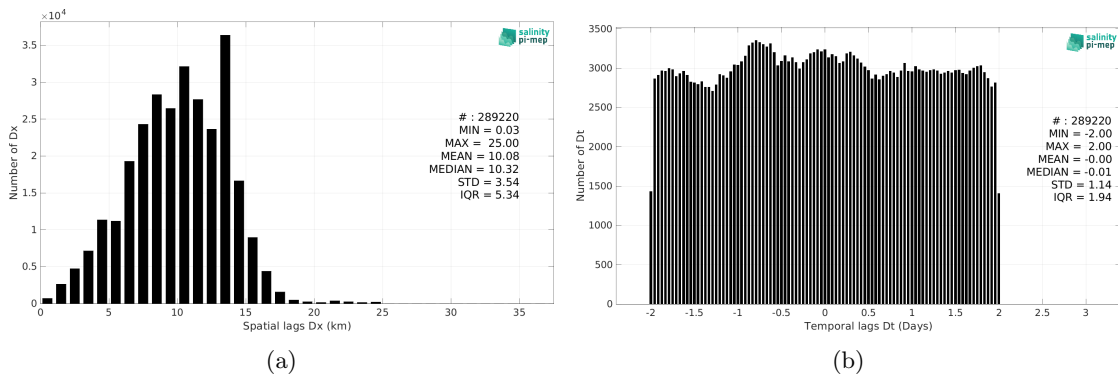 ×10⁴
3.5
3
2.5
2
1.5
1
0.5
0
Number of Dx
0 5 10 15 20 25 30 35
Spatial lags Dx (km)
salinity
pi-mep
# : 289220
MIN = 0.03
MAX = 25.00
MEAN = 10.08
MEDIAN = 10.32
STD = 3.54
IQR = 5.34
(a)
3500
3000
2500
2000
1500
1000
500
0
Number of Dt
-2 -1.5 -1 -0.5 0 0.5 1 1.5 2 2.5 3
Temporal lags Dt (Days)
salinity
pi-mep
# : 289220
MIN = -2.00
MAX = 2.00
MEAN = -0.00
MEDIAN = -0.01
STD = 1.14
IQR = 1.94
(b)